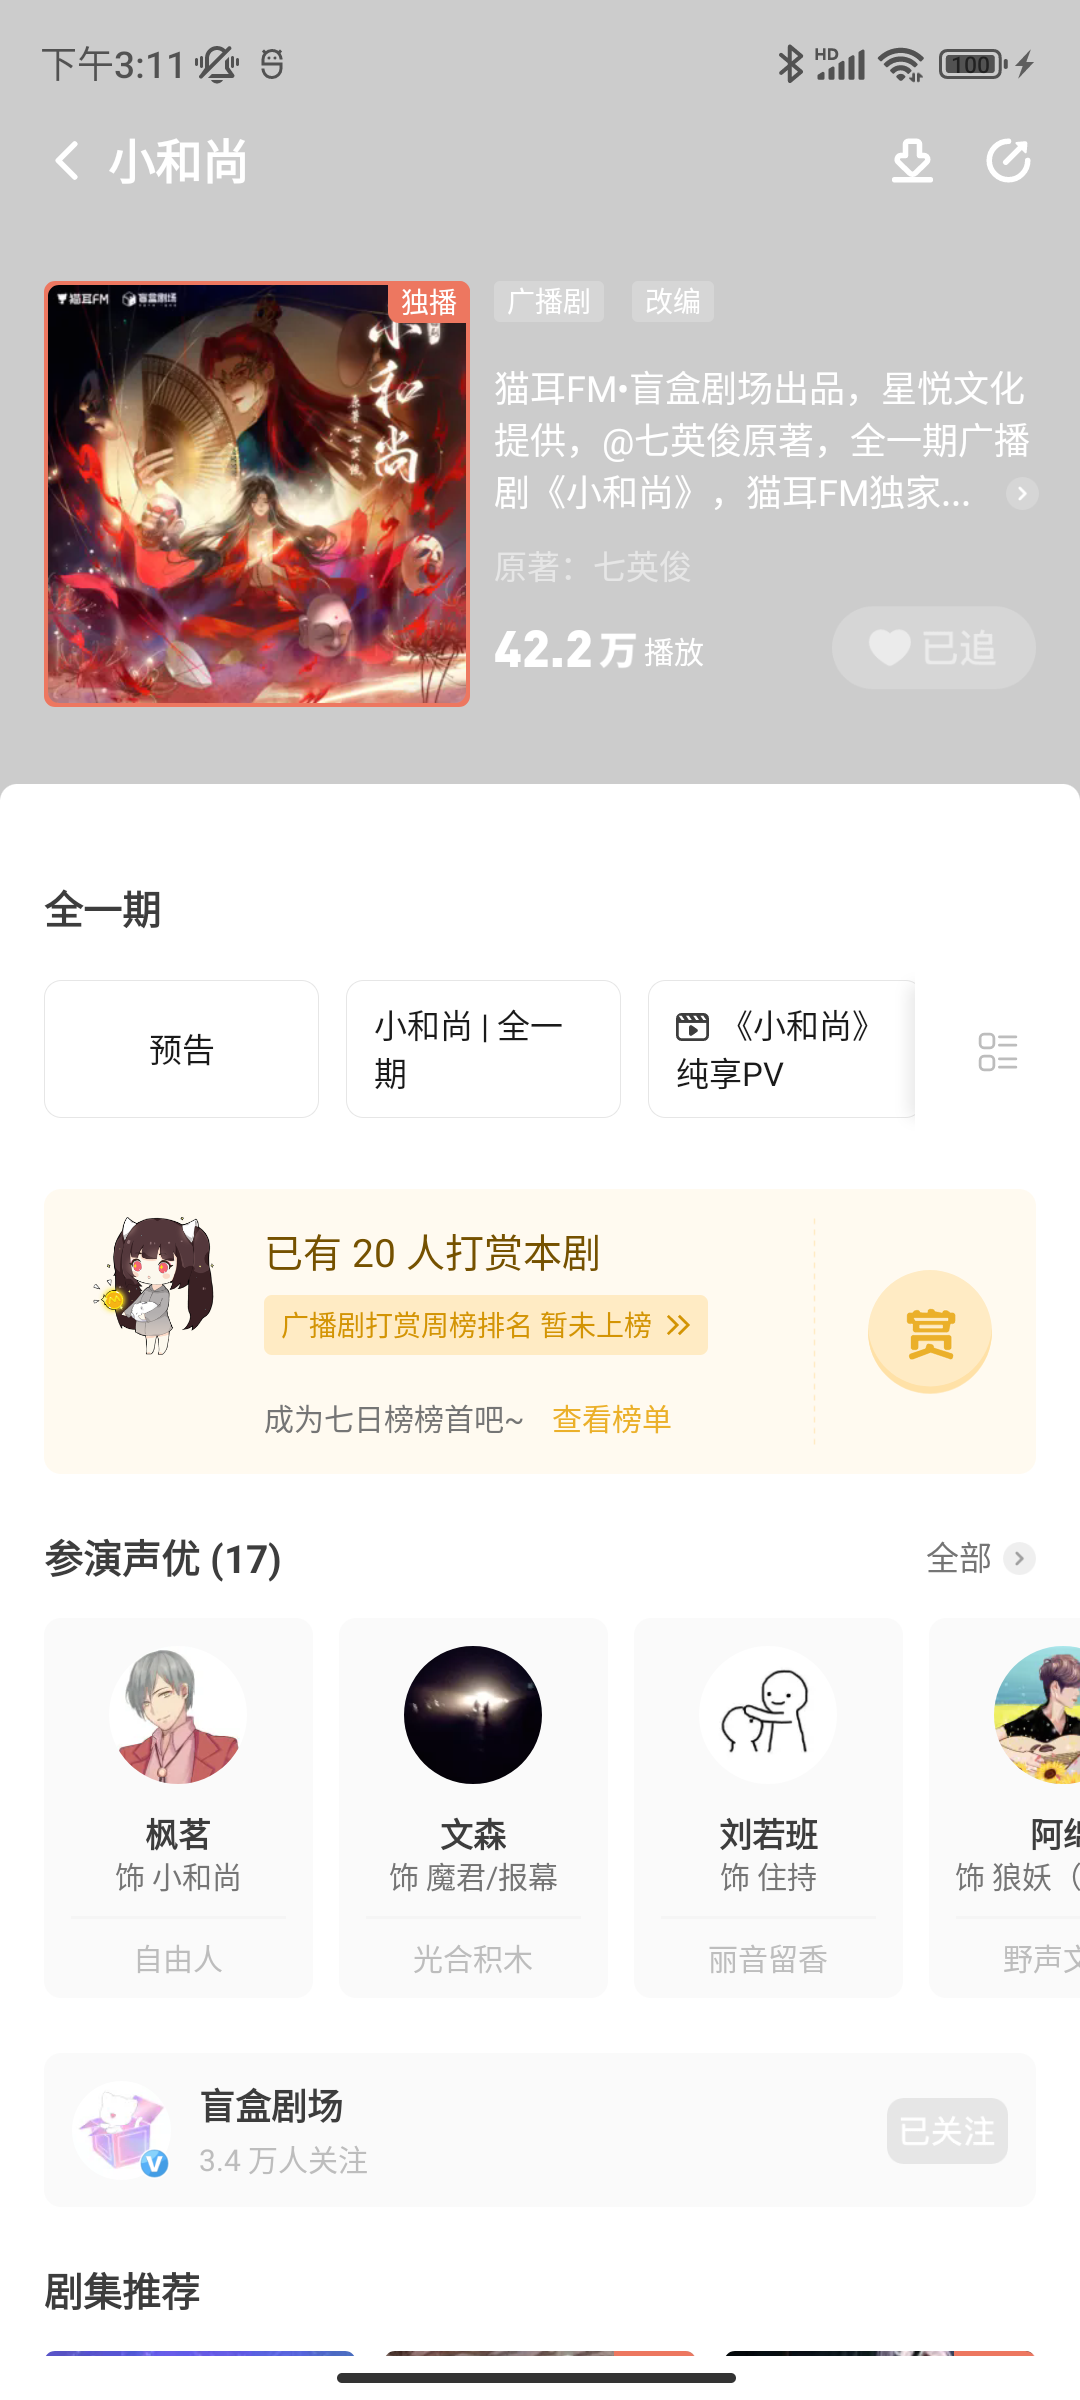 下午3:11
HD
100
小和尚
猫耳FM 盲盒剧场
独播
小和尚
广播剧
改编
猫耳FM•盲盒剧场出品，星悦文化
提供，@七英俊原著，全一期广播
剧《小和尚》，猫耳FM独家...
原著：七英俊
42.2万 播放
已追
全一期
预告
小和尚 | 全一
期
《小和尚》
纯享PV
已有 20 人打赏本剧
广播剧打赏周榜排名 暂未上榜
成为七日榜榜首吧~ 查看榜单
赏
参演声优 (17)
全部
枫茗
饰 小和尚
自由人
文森
饰 魔君/报幕
光合积木
刘若班
饰 住持
丽音留香
阿
饰 狼妖（
野声
盲盒剧场
3.4 万人关注
已关注
剧集推荐